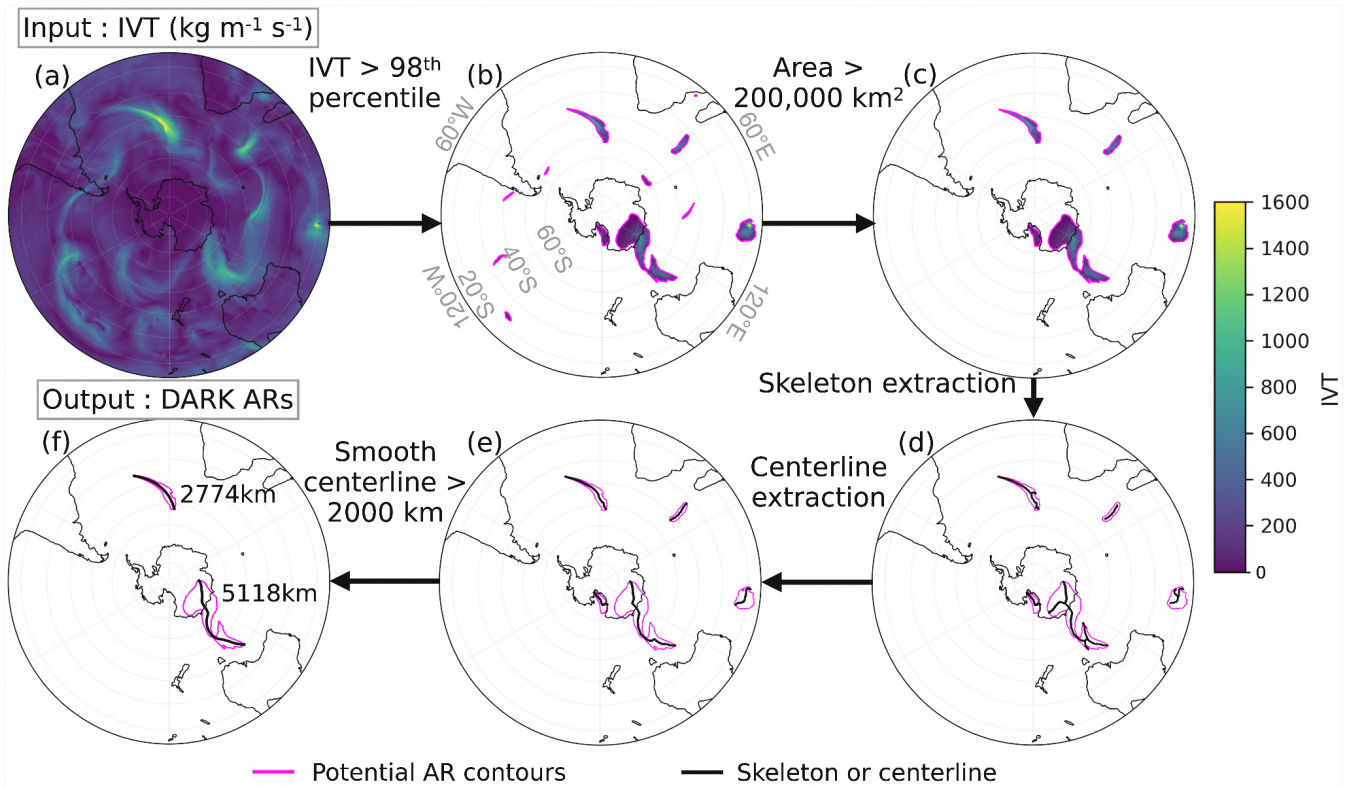 Input : IVT (kg m⁻¹ s⁻¹)
(a)
IVT > 98ᵗʰ
percentile
(b)
Area >
200,000 km²
(c)
60°W
60°E
60°S
40°S
20°S
120°W
120°E
1600
1400
1200
1000
800
600
400
200
0
IVT
Skeleton extraction
Output : DARK ARs
(f)
2774km
5118km
Smooth
centerline >
2000 km
(e)
Centerline
extraction
(d)
Potential AR contours
Skeleton or centerline